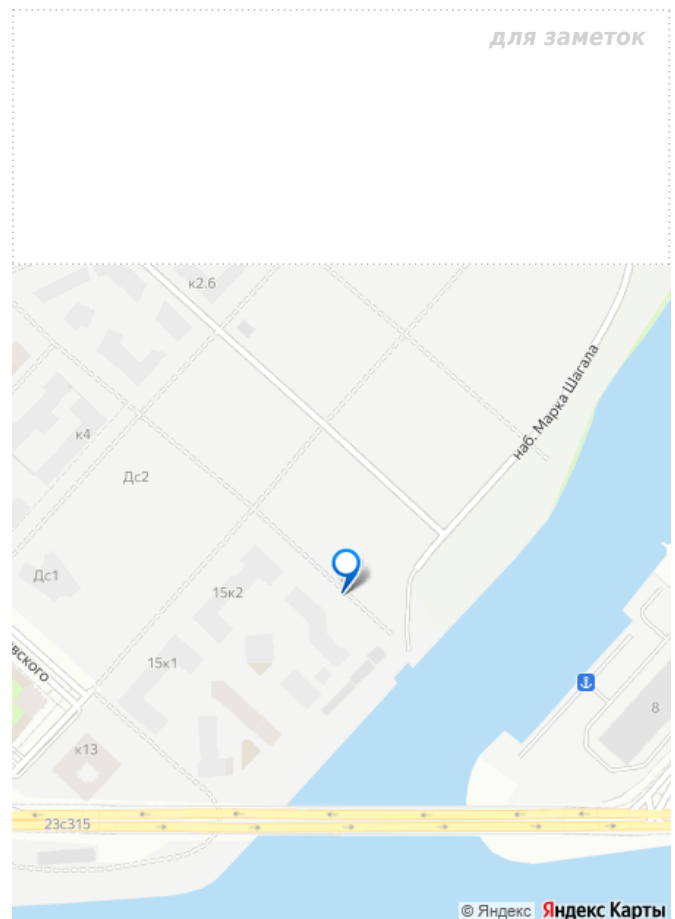 для заметок
к2.6
наб. Марка Шагала
к4
Дс2
Дс1
15к2
15к1
вского
8
к13
23с315
© Яндекс Яндекс Карты